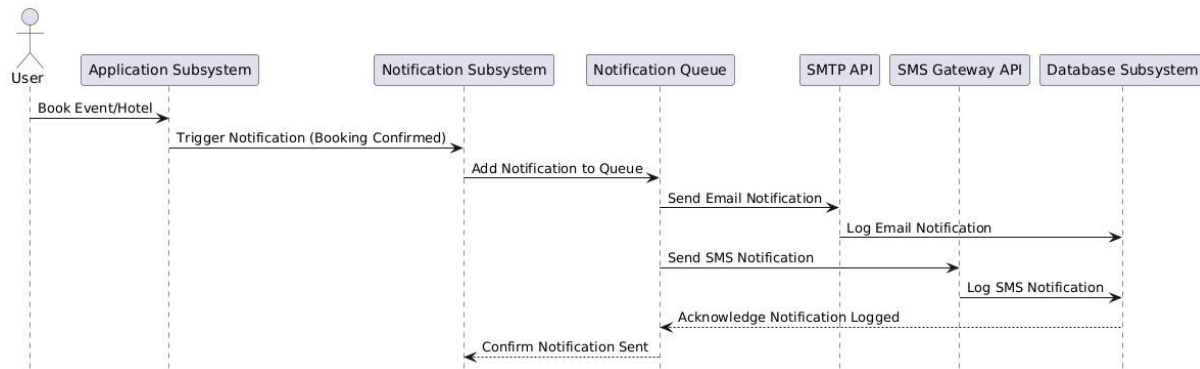 User
Application Subsystem
Notification Subsystem
Notification Queue
SMTP API
SMS Gateway API
Database Subsystem
Book Event/Hotel
Trigger Notification (Booking Confirmed)
Add Notification to Queue
Send Email Notification
Log Email Notification
Send SMS Notification
Log SMS Notification
Acknowledge Notification Logged
Confirm Notification Sent